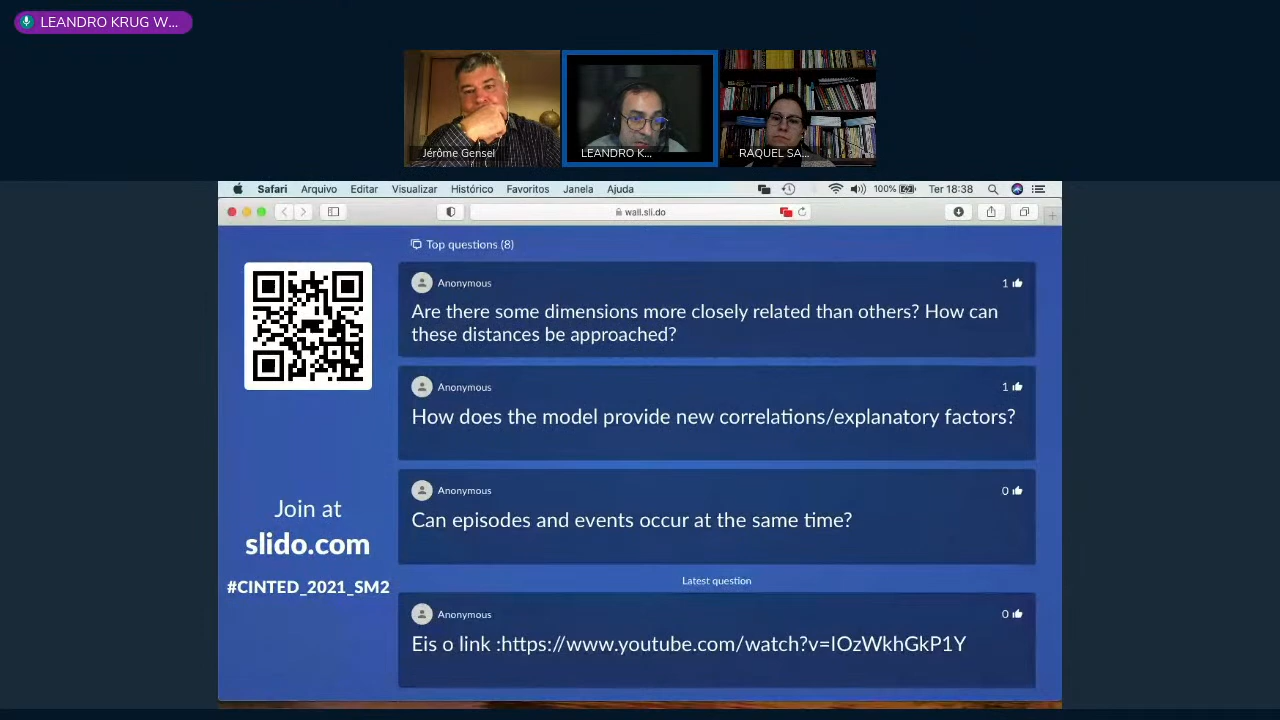 LEANDRO KRUG W...
Jérôme Gensel
LEANDRO K...
RAQUEL SA...
Safari Arquivo Editar Visualizar Histórico Favoritos Janela Ajuda 100% Ter 18:38
wall.sli.do
Top questions (8)
Anonymous 1
Are there some dimensions more closely related than others? How can
these distances be approached?
Anonymous 1
How does the model provide new correlations/explanatory factors?
Anonymous 0
Can episodes and events occur at the same time?
Latest question
Anonymous 0
Eis o link :https://www.youtube.com/watch?v=IOzWkhGkP1Y
Join at
slido.com
#CINTED_2021_SM2